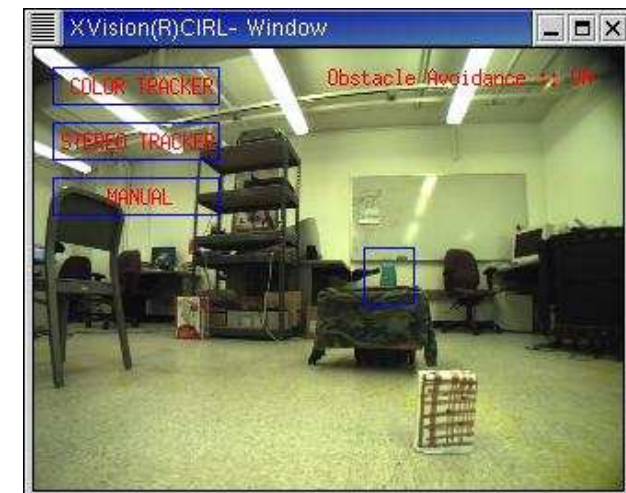 XVision(R)CIRL- Window
COLOR TRACKER
Obstacle Avoidance :: ON
STEREO TRACKER
MANUAL